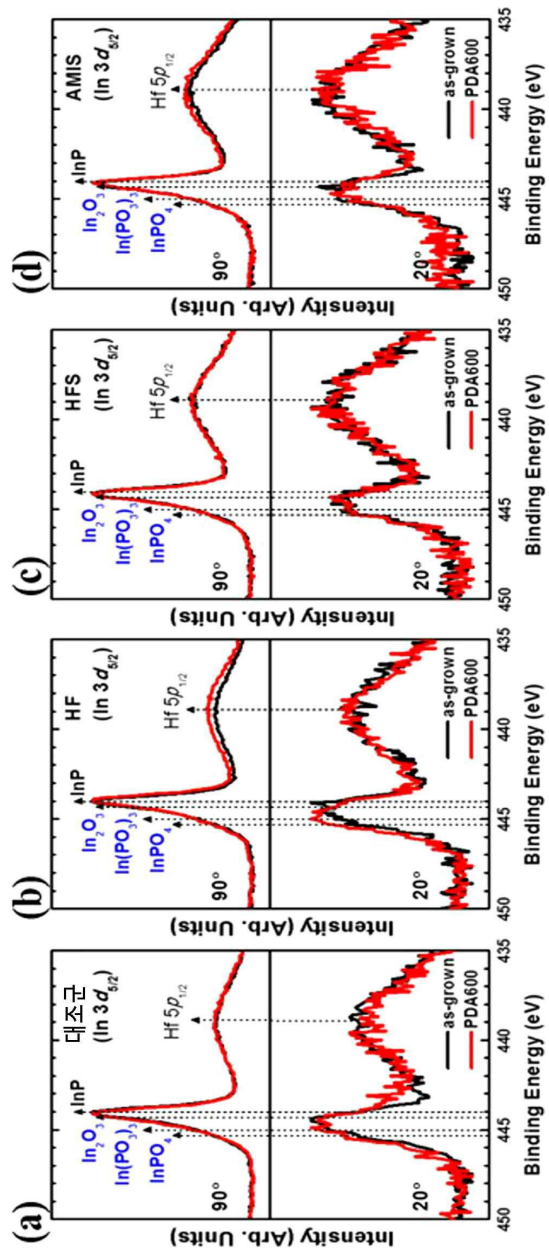 (a)
대조군
(In 3d5/2)
InP
In2O3
In(PO3)3
InPO4
Hf 5p1/2
90°
20°
as-grown
PDA600
Intensity (Arb. Units)
450 445 440 435
Binding Energy (eV)
(b)
HF
(In 3d5/2)
InP
In2O3
In(PO3)3
InPO4
Hf 5p1/2
90°
20°
as-grown
PDA600
Intensity (Arb. Units)
450 445 440 435
Binding Energy (eV)
(c)
HFS
(In 3d5/2)
InP
In2O3
In(PO3)3
InPO4
Hf 5p1/2
90°
20°
as-grown
PDA600
Intensity (Arb. Units)
450 445 440 435
Binding Energy (eV)
(d)
AMIS
(In 3d5/2)
InP
In2O3
In(PO3)3
InPO4
Hf 5p1/2
90°
20°
as-grown
PDA600
Intensity (Arb. Units)
450 445 440 435
Binding Energy (eV)